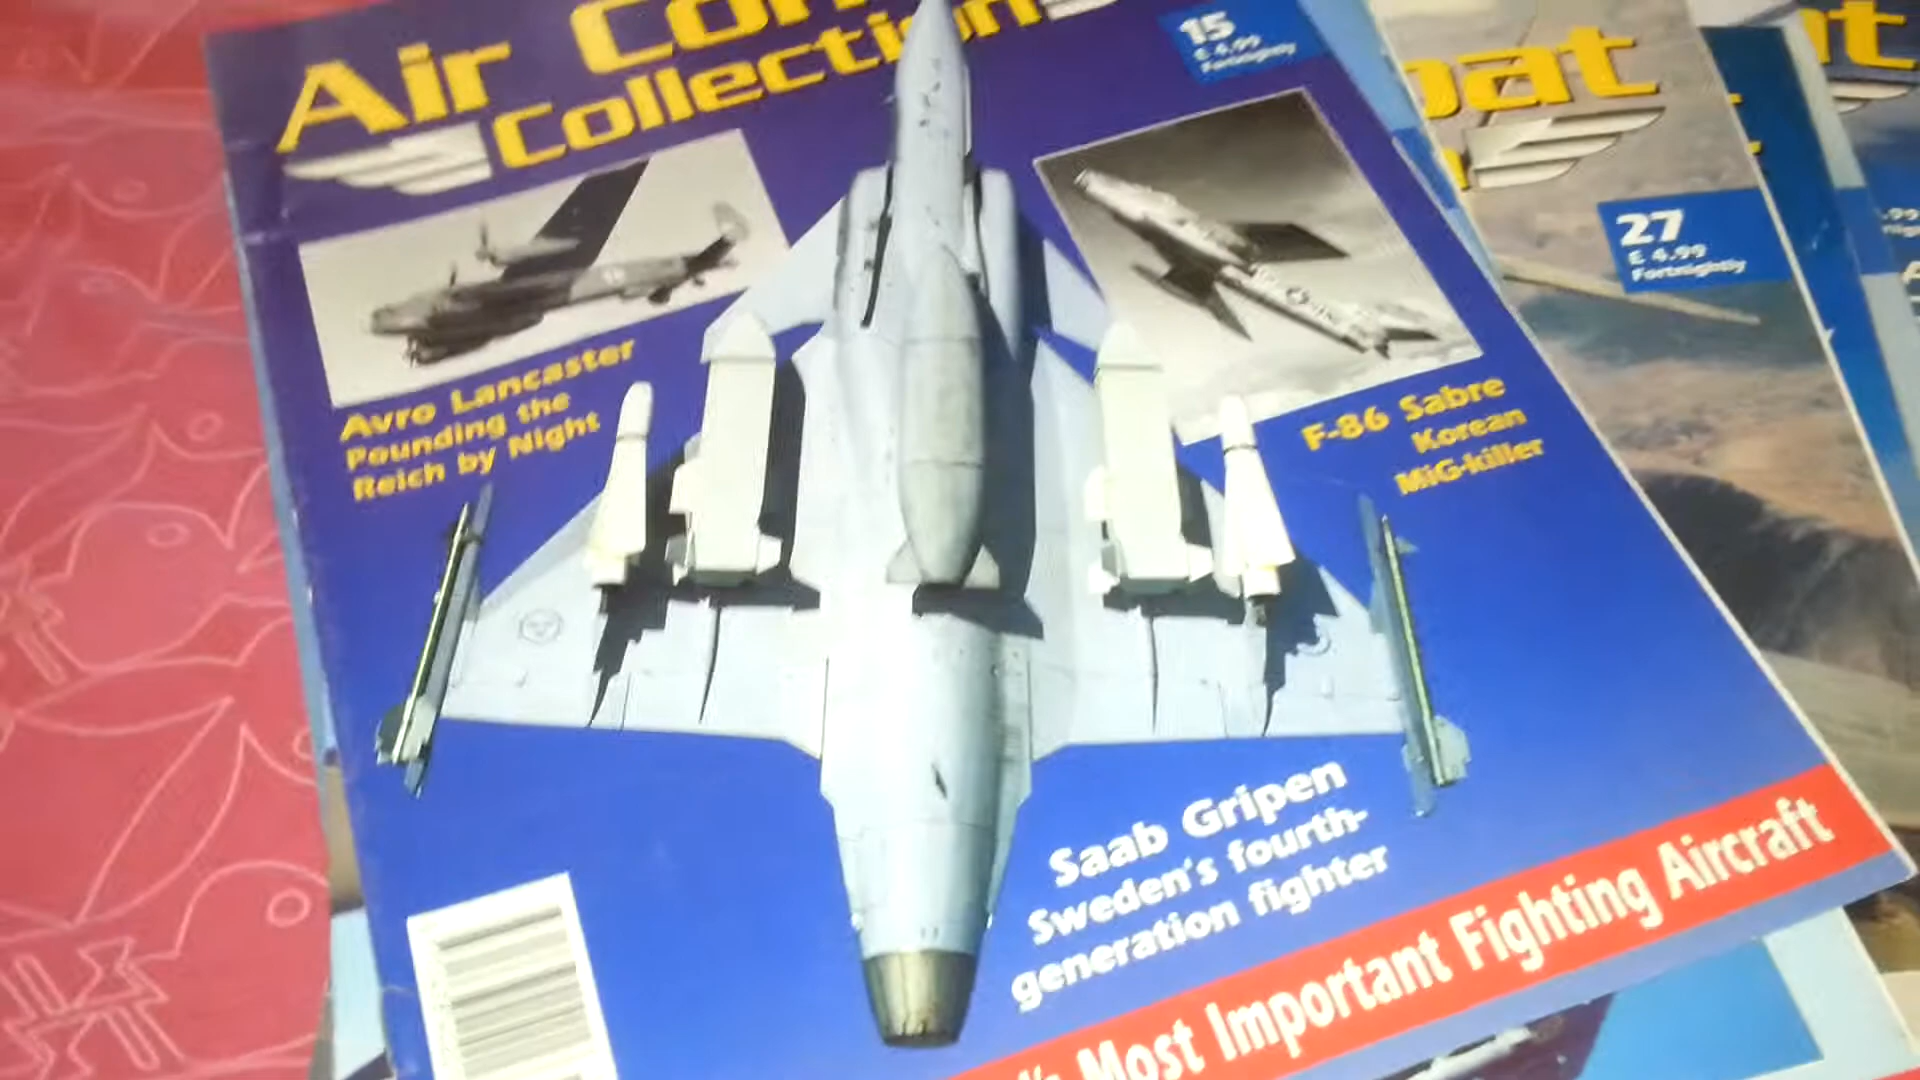 Air Com
Collection
15
£ 4.99
Fortnightly
Avro Lancaster
Pounding the
Reich by Night
F-86 Sabre
Korean
MiG-killer
Saab Gripen
Sweden's fourth-
generation fighter
Most Important Fighting Aircraft
bat
27
£ 4.99
Fortnightly
at